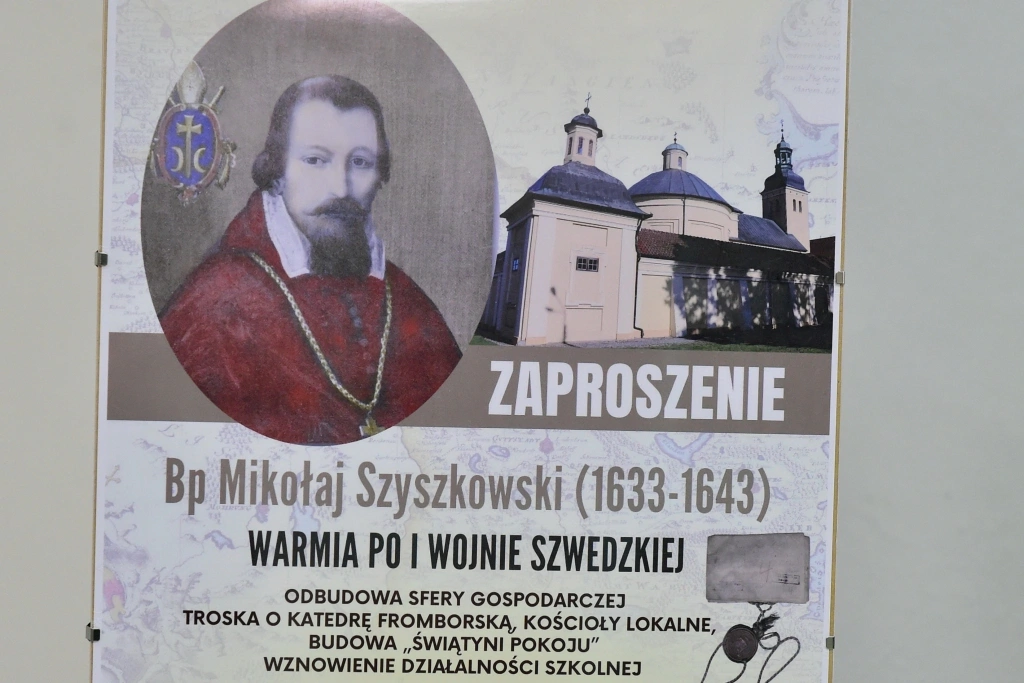 ZAPROSZENIE
Bp Mikołaj Szyszkowski (1633-1643)
WARMIA PO I WOJNIE SZWEDZKIEJ
ODBUDOWA SFERY GOSPODARCZEJ
TROSKA O KATEDRĘ FROMBORSKĄ, KOŚCIOŁY LOKALNE,
BUDOWA „ŚWIĄTYNI POKOJU”
WZNOWIENIE DZIAŁALNOŚCI SZKOLNEJ